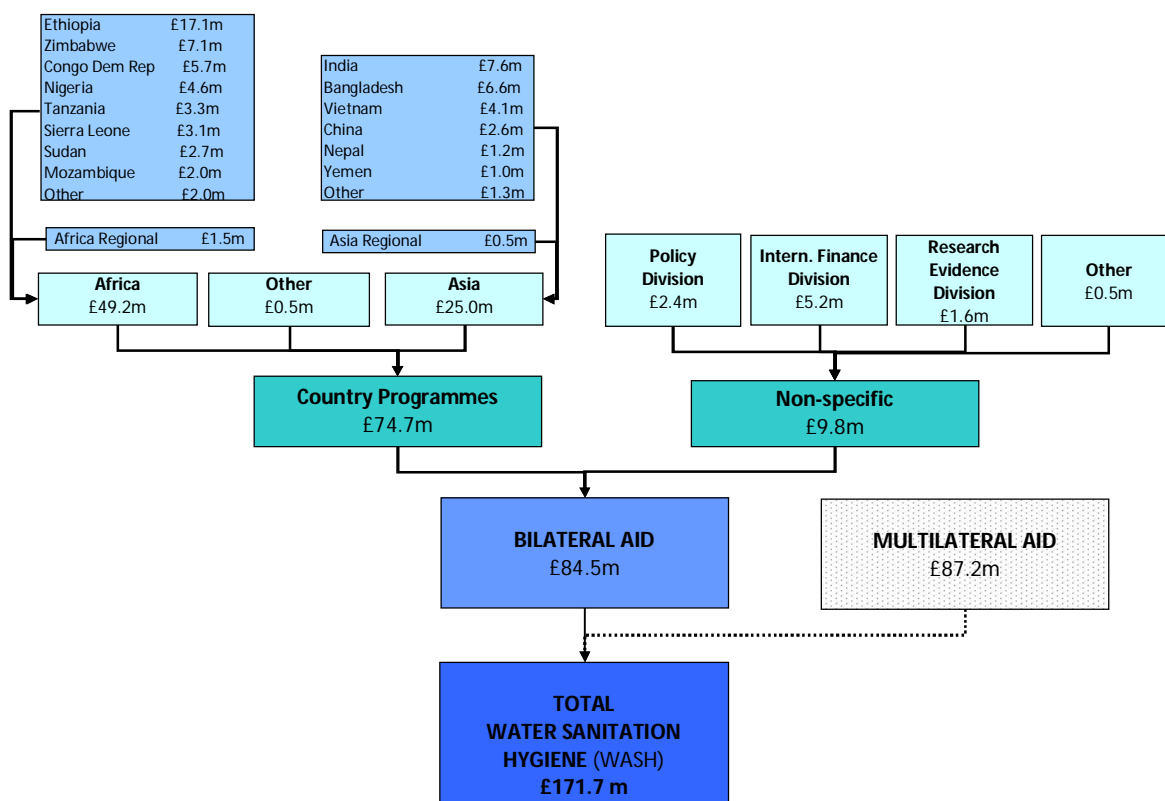 Ethiopia £17.1m
Zimbabwe £7.1m
Congo Dem Rep £5.7m
Nigeria £4.6m
Tanzania £3.3m
Sierra Leone £3.1m
Sudan £2.7m
Mozambique £2.0m
Other £2.0m
India £7.6m
Bangladesh £6.6m
Vietnam £4.1m
China £2.6m
Nepal £1.2m
Yemen £1.0m
Other £1.3m
Africa Regional £1.5m
Asia Regional £0.5m
Africa
£49.2m
Other
£0.5m
Asia
£25.0m
Policy
Division
£2.4m
Intern. Finance
Division
£5.2m
Research
Evidence
Division
£1.6m
Other
£0.5m
Country Programmes
£74.7m
Non-specific
£9.8m
BILATERAL AID
£84.5m
MULTILATERAL AID
£87.2m
TOTAL
WATER SANITATION
HYGIENE (WASH)
£171.7 m